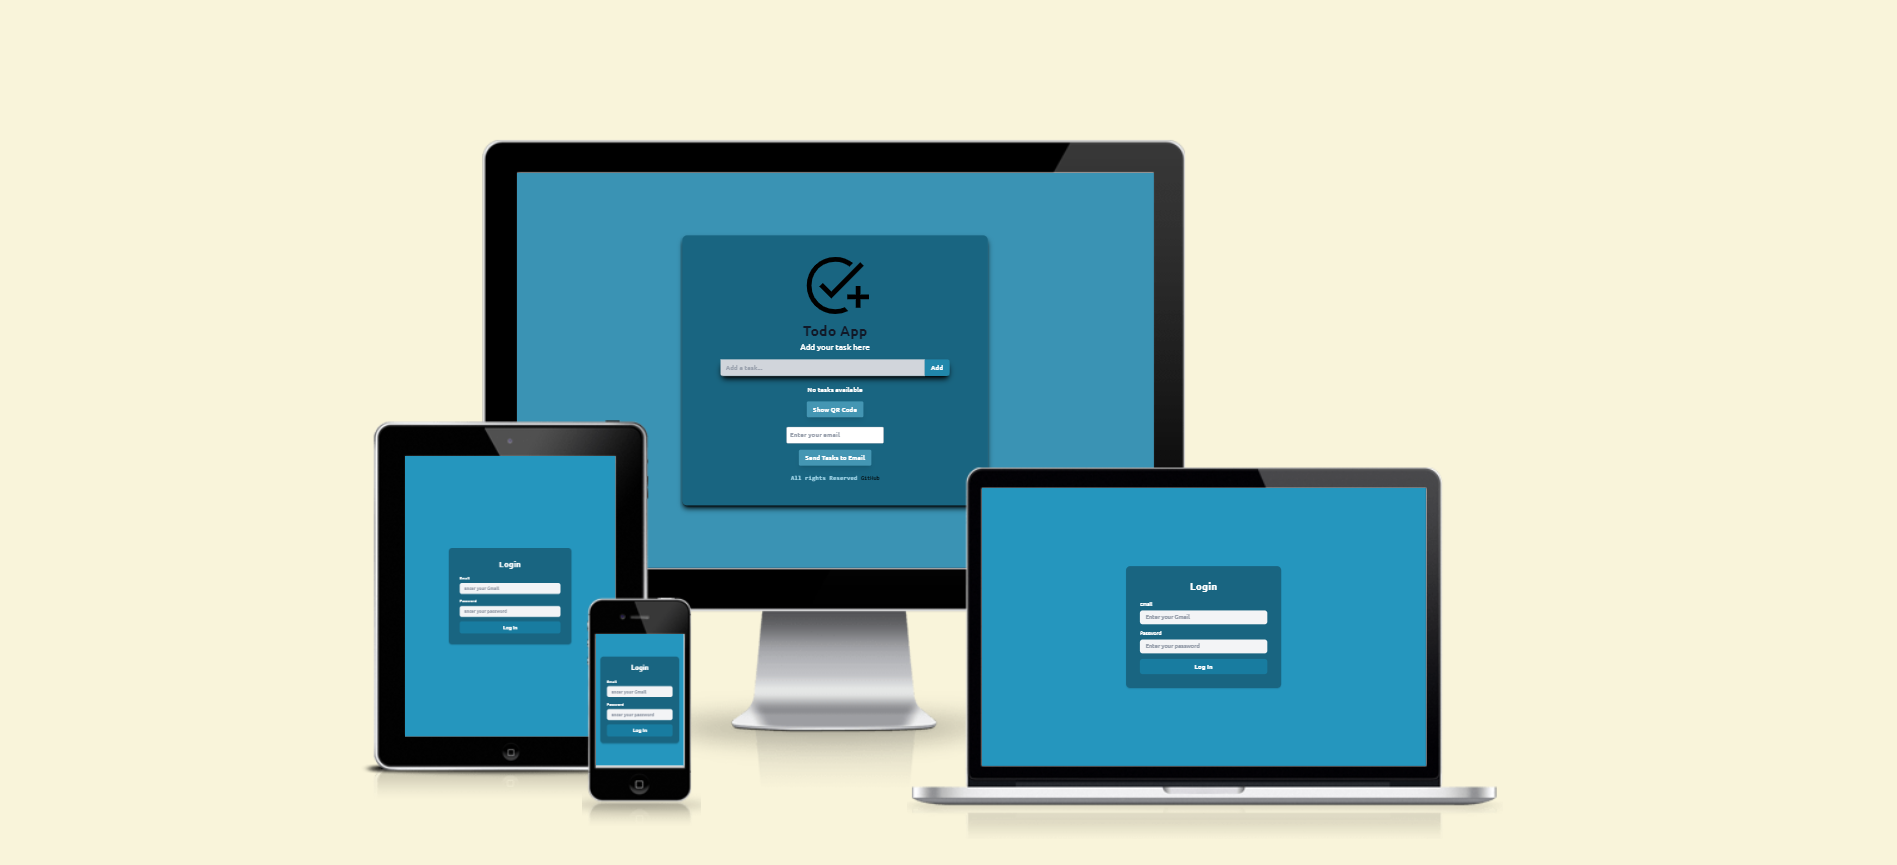 Todo App
Add your task here
Add a task...
Add
No tasks available
Show QR Code
Enter your email
Send Tasks to Email
All rights Reserved GitHub
Login
Email
enter your Gmail
Password
enter your password
Log In
Login
Email
enter your Gmail
Password
enter your password
Log In
Login
Email
Enter your Gmail
Password
Enter your password
Log In